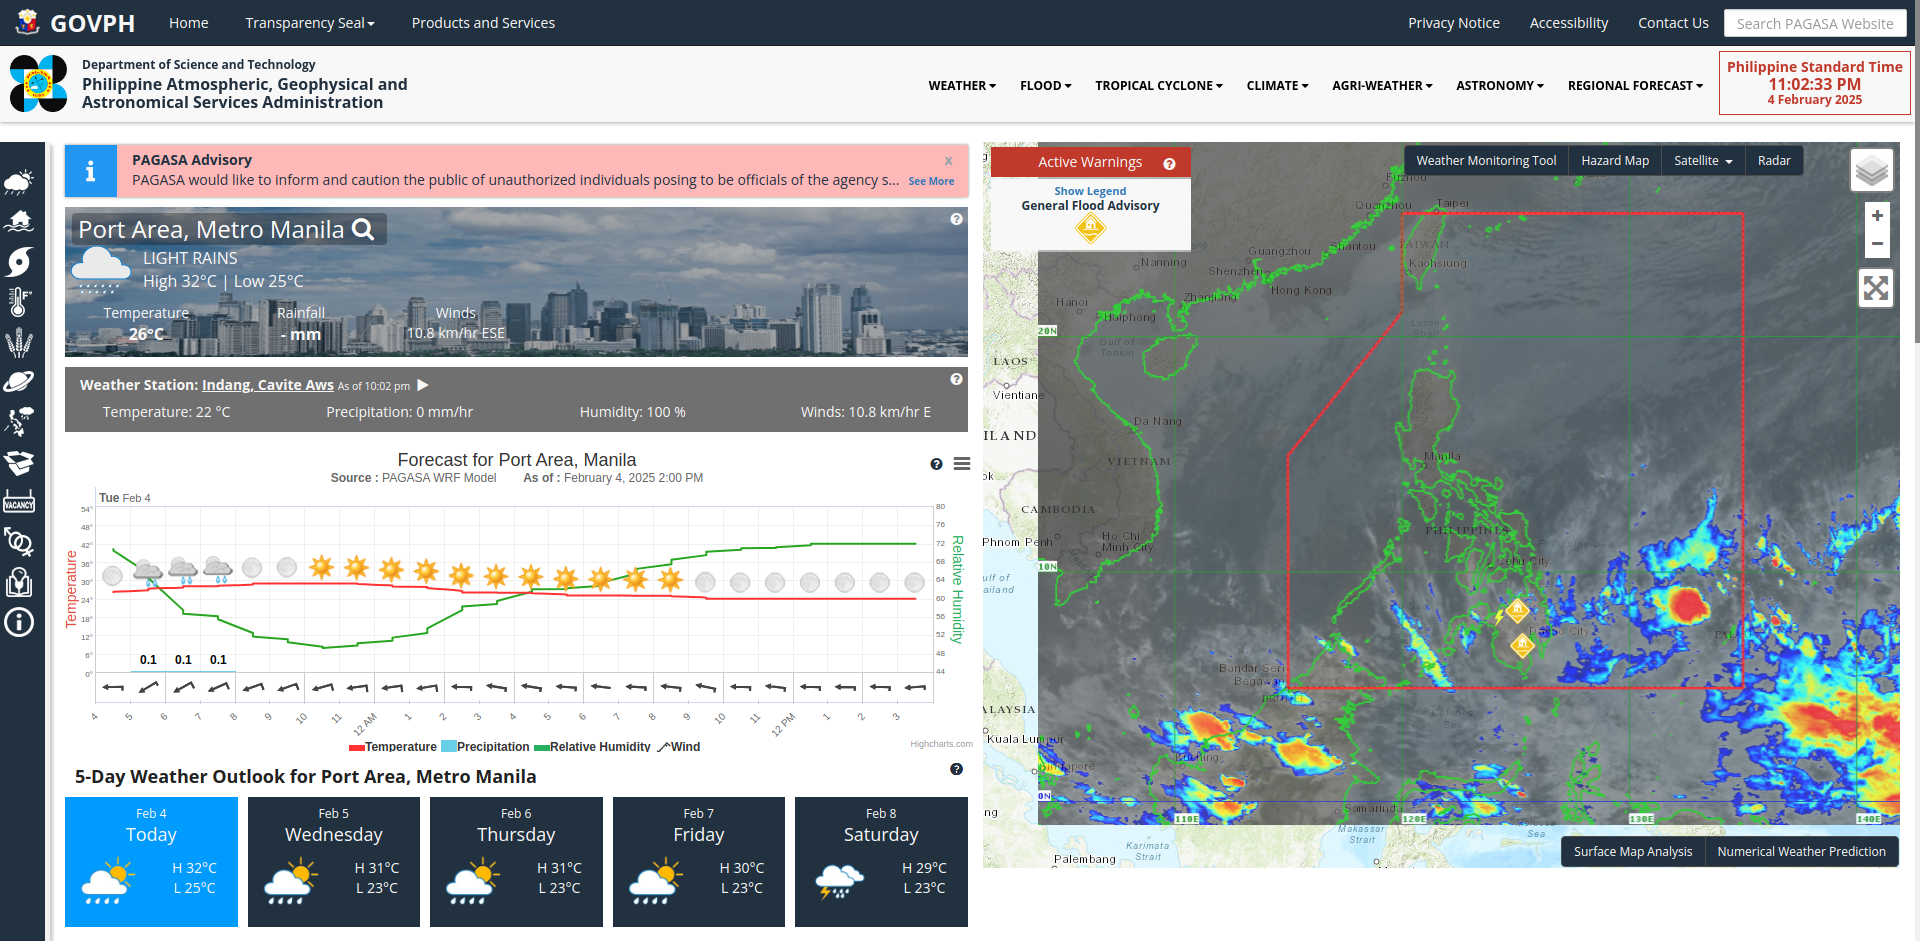 GOVPH
Home
Transparency Seal
Products and Services
Privacy Notice
Accessibility
Contact Us
Search PAGASA Website
Department of Science and Technology
Philippine Atmospheric, Geophysical and
Astronomical Services Administration
WEATHER
FLOOD
TROPICAL CYCLONE
CLIMATE
AGRI-WEATHER
ASTRONOMY
REGIONAL FORECAST
Philippine Standard Time
11:02:33 PM
4 February 2025
VACANCY
PAGASA Advisory
x
PAGASA would like to inform and caution the public of unauthorized individuals posing to be officials of the agency s...
See More
Port Area, Metro Manila
LIGHT RAINS
High 32°C | Low 25°C
Temperature
26°C
Rainfall
- mm
Winds
10.8 km/hr ESE
Weather Station: Indang, Cavite Aws As of 10:02 pm
Temperature: 22 °C
Precipitation: 0 mm/hr
Humidity: 100 %
Winds: 10.8 km/hr E
Forecast for Port Area, Manila
Source : PAGASA WRF Model
As of : February 4, 2025 2:00 PM
Tue Feb 4
Temperature
54°
48°
42°
36°
30°
24°
18°
12°
6°
0°
0.1
0.1
0.1
80
76
72
68
64
60
56
52
48
44
Relative Humidity
4
5
6
7
8
9
10
11
12 AM
1
2
3
4
5
6
7
8
9
10
11
12 PM
1
2
3
Temperature
Precipitation
Relative Humidity
Wind
Highcharts.com
5-Day Weather Outlook for Port Area, Metro Manila
Feb 4
Today
H 32°C
L 25°C
Feb 5
Wednesday
H 31°C
L 23°C
Feb 6
Thursday
H 31°C
L 23°C
Feb 7
Friday
H 30°C
L 23°C
Feb 8
Saturday
H 29°C
L 23°C
Active Warnings
Show Legend
General Flood Advisory
Weather Monitoring Tool
Hazard Map
Satellite
Radar
+
−
Fuzhou
Quanzhou
Taipei
TAIWAN
Kaohsiung
Shantou
Guangzhou
Shenzhen
Hong Kong
Nanning
Zhanjiang
Hanoi
Haiphong
Gulf of
Tonkin
Luzon
Strait
20N
LAOS
Vientiane
Da Nang
ILAND
VIETNAM
Manila
ok
CAMBODIA
Phnom Penh
Ho Chi
Minh City
PHILIPPINES
Cebu City
10N
ulf of
ailand
Davao City
PALA
Bandar Seri
Begawan
BRUNEI
Celebes
Sea
ALAYSIA
Kuala Lumpur
Kuching
Singapore
0N
ng
Samarinda
110E
120E
130E
140E
Makassar
Strait
Karimata
Strait
Palembang
Sea
Surface Map Analysis
Numerical Weather Prediction